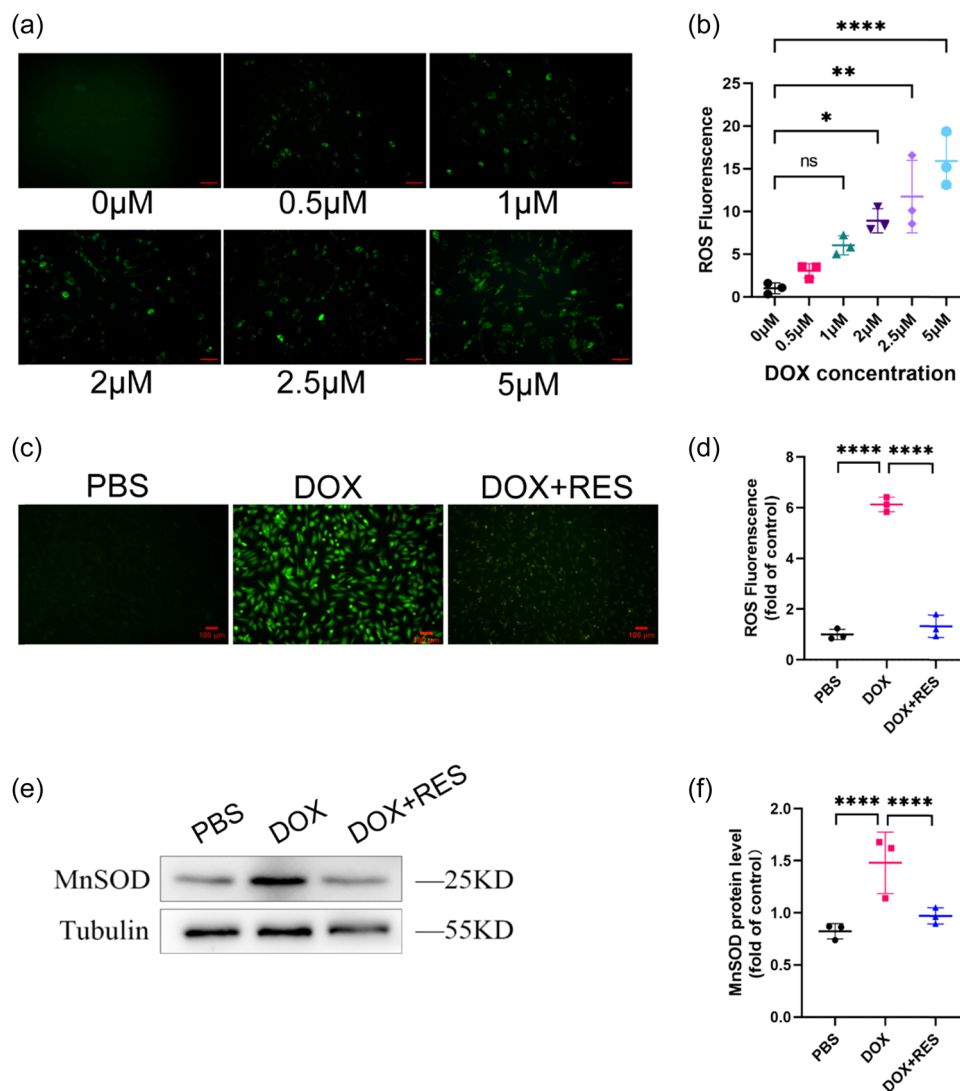 (a)
0μM
0.5μM
1μM
2μM
2.5μM
5μM
(b)
****
**
*
ns
ROS Fluorenscence
25
20
15
10
5
0
0μM
0.5μM
1μM
2μM
2.5μM
5μM
DOX concentration
(c)
PBS
DOX
DOX+RES
100 μm
100 μm
100 μm
(d)
**** ****
ROS Fluorenscence
(fold of control)
8
6
4
2
0
PBS
DOX
DOX+RES
(e)
PBS
DOX
DOX+RES
MnSOD —25KD
Tubulin —55KD
(f)
**** ****
MnSOD protein level
(fold of control)
2.0
1.5
1.0
0.5
0.0
PBS
DOX
DOX+RES